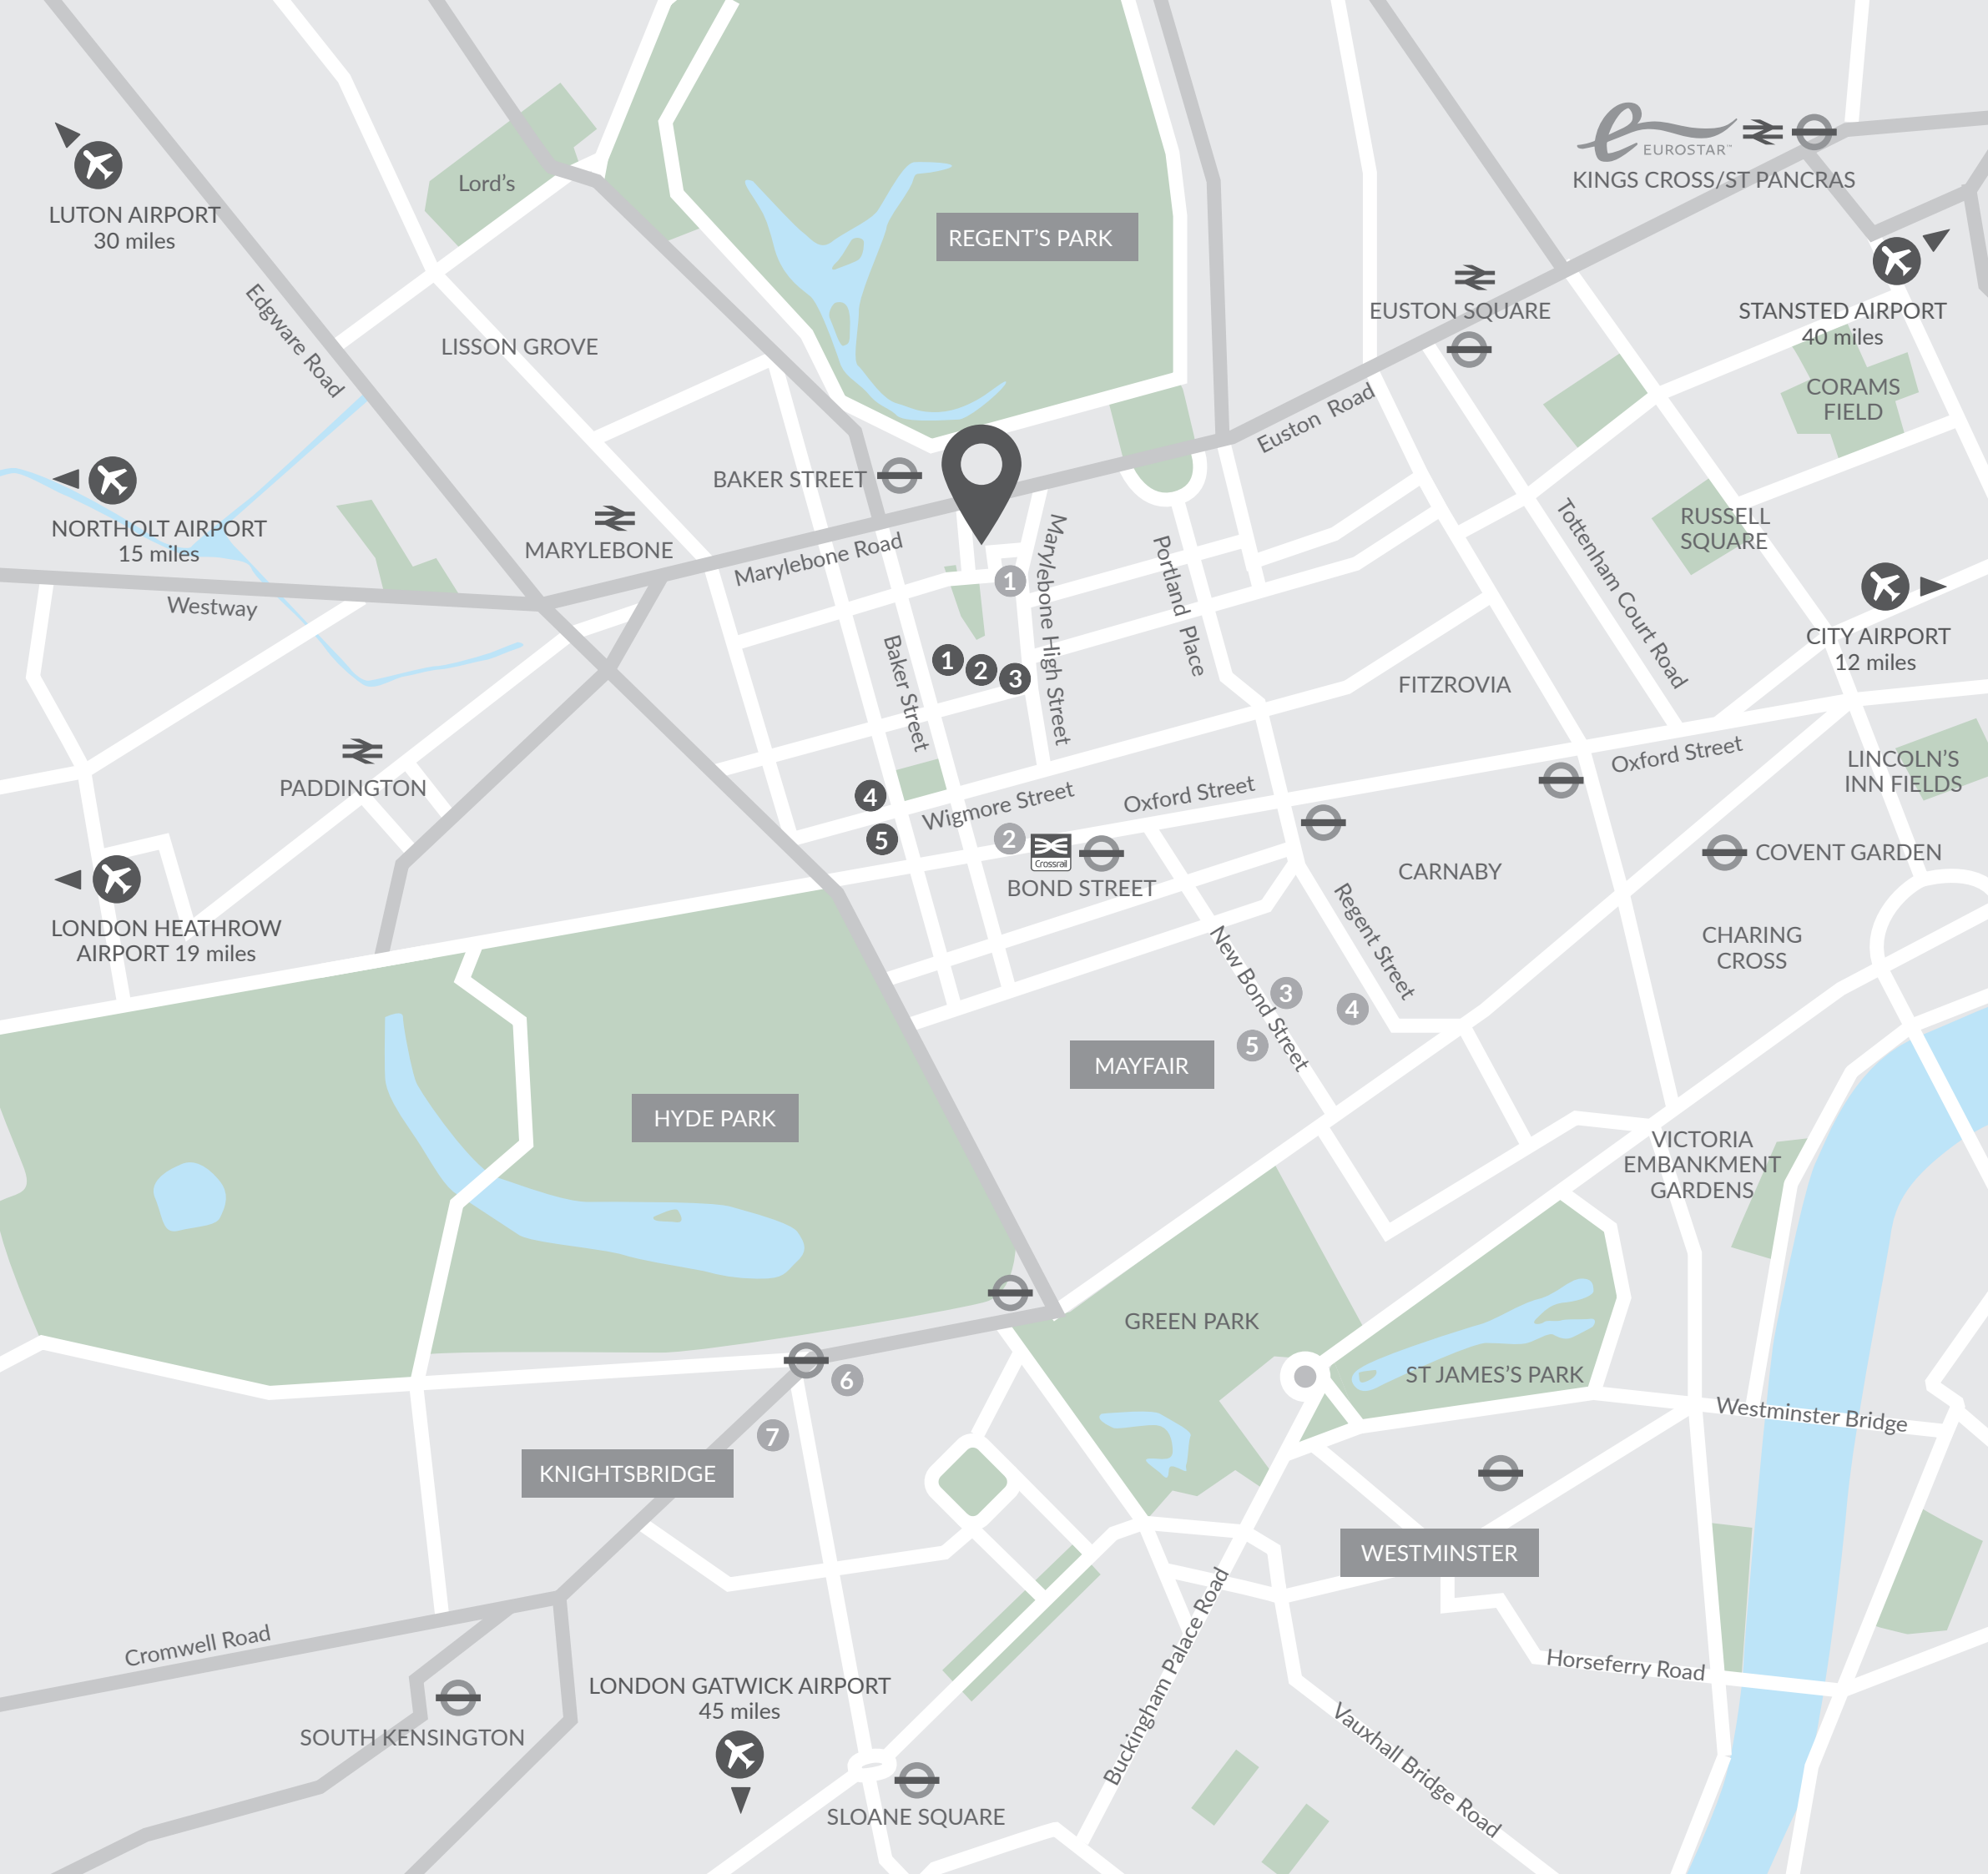 EUROSTAR™
KINGS CROSS/ST PANCRAS
Lord's
LUTON AIRPORT
30 miles
REGENT'S PARK
Edgware Road
LISSON GROVE
EUSTON SQUARE
STANSTED AIRPORT
40 miles
CORAMS
FIELD
Euston Road
BAKER STREET
NORTHOLT AIRPORT
15 miles
MARYLEBONE
Marylebone Road
Marylebone High Street
Portland Place
Tottenham Court Road
RUSSELL
SQUARE
Westway
1
CITY AIRPORT
12 miles
Baker Street
1
2
3
FITZROVIA
PADDINGTON
4
5
Wigmore Street
Oxford Street
Oxford Street
LINCOLN'S
INN FIELDS
2
Crossrail
BOND STREET
CARNABY
COVENT GARDEN
LONDON HEATHROW
AIRPORT 19 miles
New Bond Street
Regent Street
CHARING
CROSS
3
4
5
MAYFAIR
HYDE PARK
VICTORIA
EMBANKMENT
GARDENS
GREEN PARK
ST JAMES'S PARK
6
7
Westminster Bridge
KNIGHTSBRIDGE
WESTMINSTER
Cromwell Road
Buckingham Palace Road
Horseferry Road
LONDON GATWICK AIRPORT
45 miles
SOUTH KENSINGTON
Vauxhall Bridge Road
SLOANE SQUARE